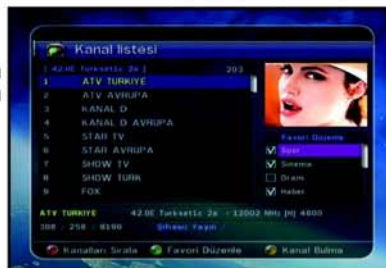 Kanal listesi
[ 42.0E Turksatic 2a ] 203
1 ATV TURKIYE
2 ATV AVRUPA
3 KANAL D
4 KANAL D AVRUPA
5 STAR TV
6 STAR AVRUPA
7 SHOW TV
8 SHOW TURK
9 FOX
Favori Düzenle
Spor
Sinema
Dram
Haber
ATV TURKIYE 42.0E Turksatic 2a - 12002 MHz [H] 4800
308 : 258 : 8190 Şifresiz Yayın
Kanalları Sırala Favori Düzenle Kanal Bulma